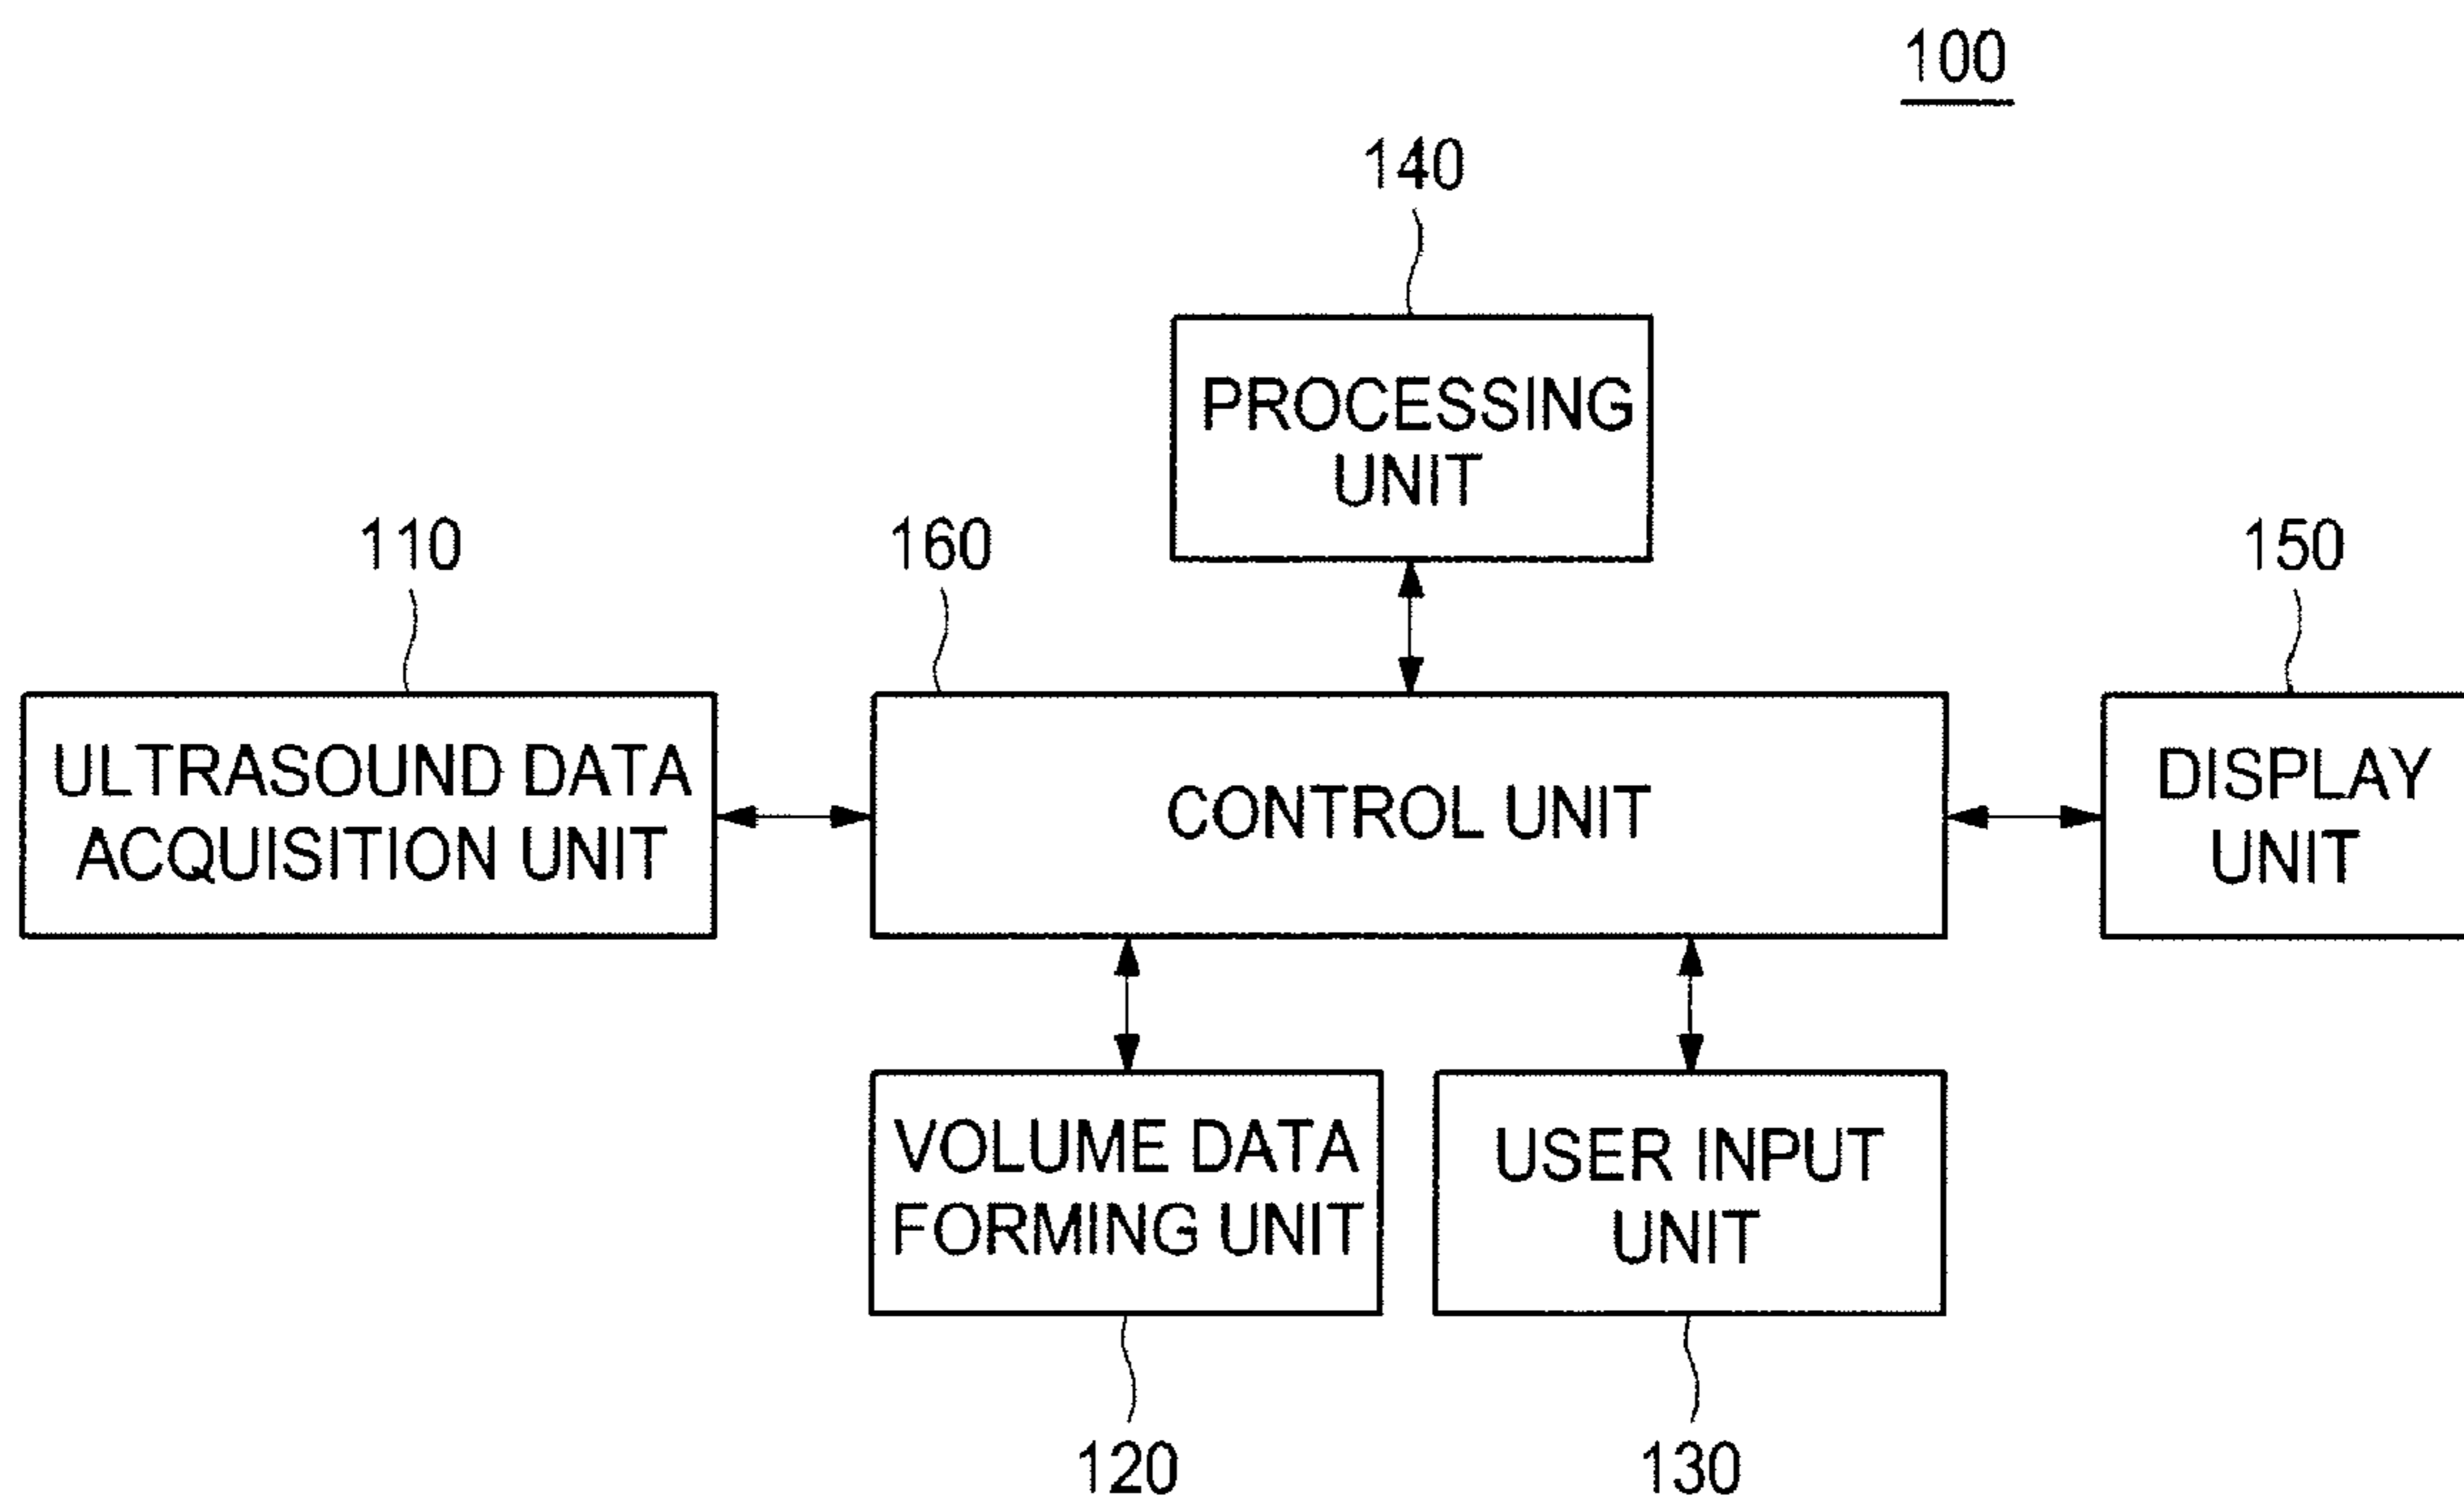 100
140
PROCESSING
UNIT
110
160
150
ULTRASOUND DATA
ACQUISITION UNIT
CONTROL UNIT
DISPLAY
UNIT
VOLUME DATA
FORMING UNIT
USER INPUT
UNIT
120
130